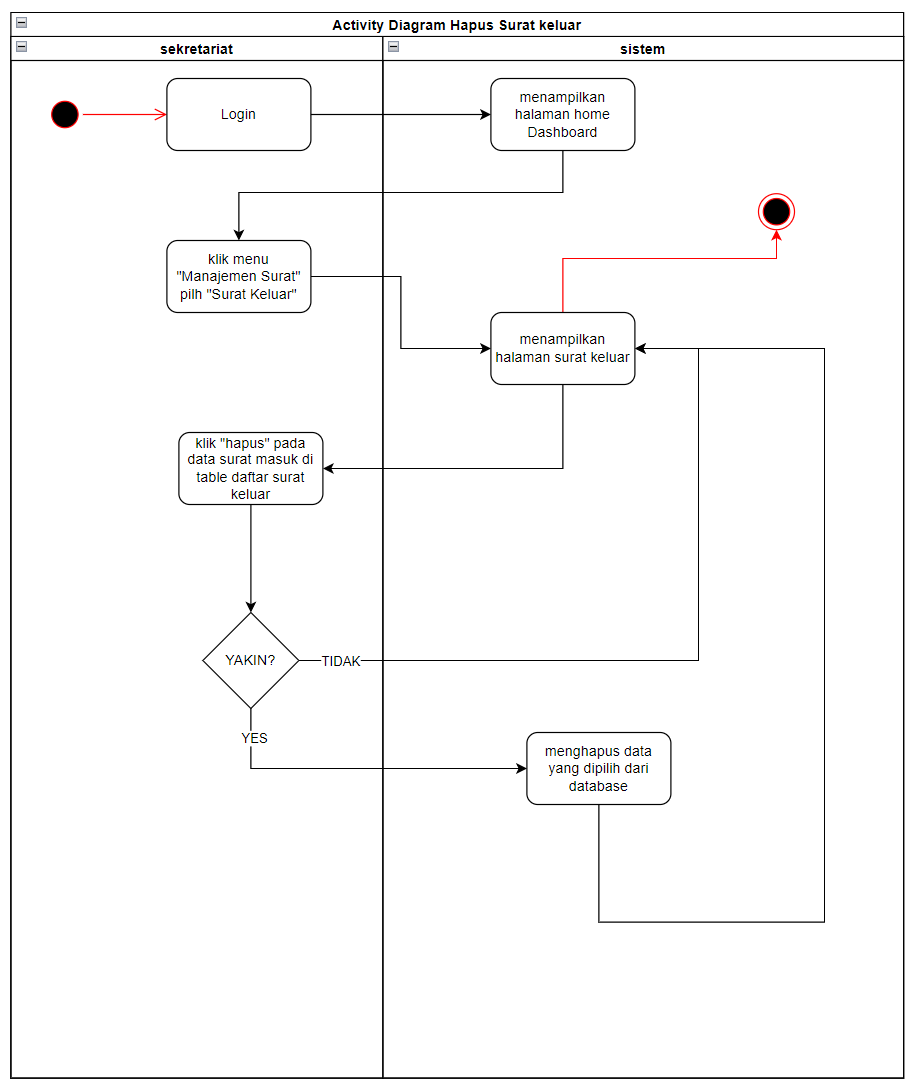 Activity Diagram Hapus Surat keluar
sekretariat
sistem
Login
menampilkan
halaman home
Dashboard
klik menu
"Manajemen Surat"
pilh "Surat Keluar"
menampilkan
halaman surat keluar
klik "hapus" pada
data surat masuk di
table daftar surat
keluar
YAKIN?
TIDAK
YES
menghapus data
yang dipilih dari
database